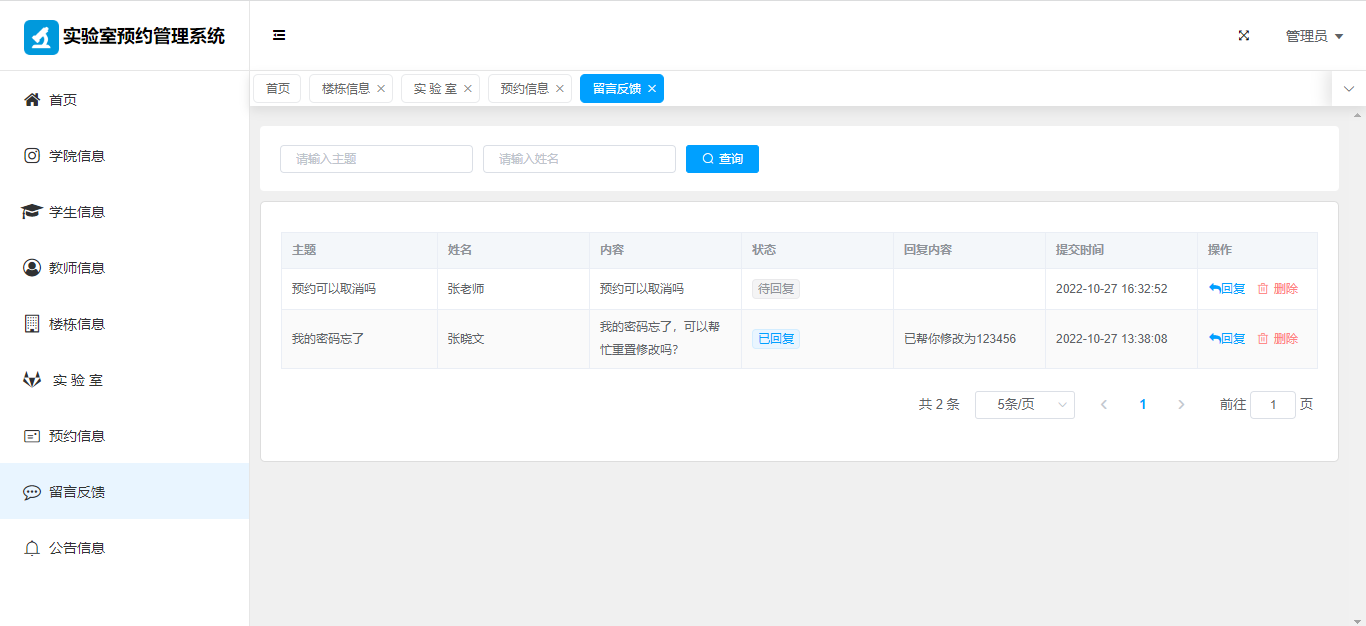 实验室预约管理系统
管理员
首页
学院信息
学生信息
教师信息
楼栋信息
实 验 室
预约信息
留言反馈
公告信息
首页 楼栋信息 实 验 室 预约信息 留言反馈
请输入主题 请输入姓名 查询
主题 姓名 内容 状态 回复内容 提交时间 操作
预约可以取消吗 张老师 预约可以取消吗 待回复 2022-10-27 16:32:52 回复 删除
我的密码忘了 张晓文 我的密码忘了，可以帮
忙重置修改吗？ 已回复 已帮你修改为123456 2022-10-27 13:38:08 回复 删除
共 2 条 5条/页 1 前往 1 页